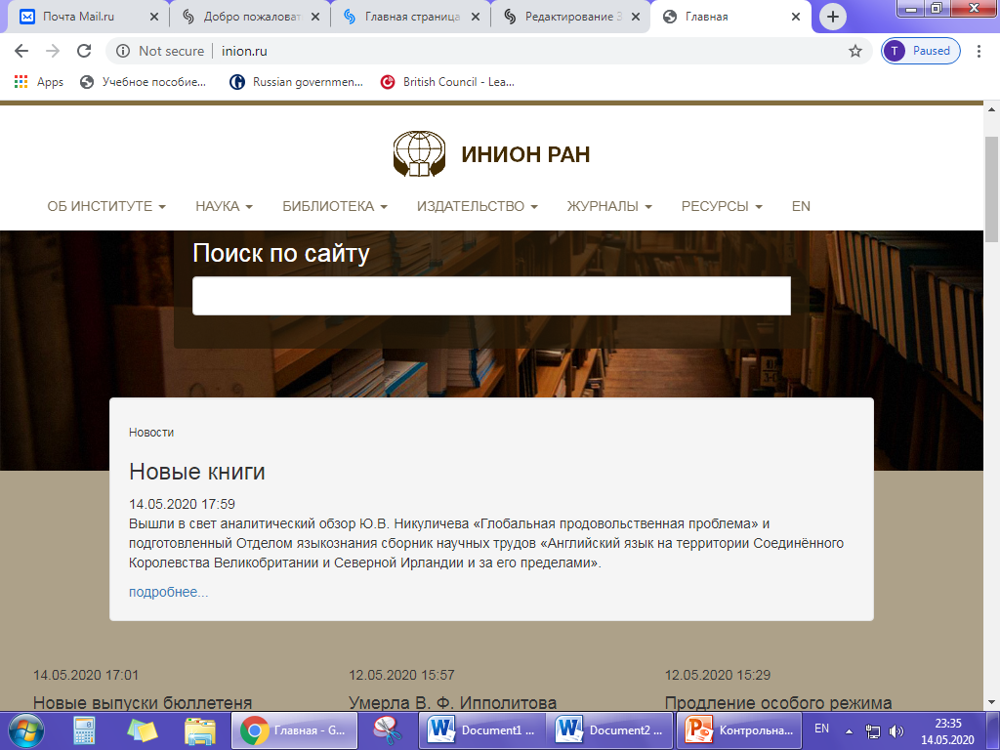 Почта Mail.ru
Добро пожаловат
Главная страница
Редактирование З
Главная
Not secure
inion.ru
T Paused
Apps
Учебное пособие...
Russian governmen...
British Council - Lea...
ИНИОН РАН
ОБ ИНСТИТУТЕ
НАУКА
БИБЛИОТЕКА
ИЗДАТЕЛЬСТВО
ЖУРНАЛЫ
РЕСУРСЫ
EN
Поиск по сайту
Новости
Новые книги
14.05.2020 17:59
Вышли в свет аналитический обзор Ю.В. Никуличева «Глобальная продовольственная проблема» и
подготовленный Отделом языкознания сборник научных трудов «Английский язык на территории Соединённого
Королевства Великобритании и Северной Ирландии и за его пределами».
подробнее...
14.05.2020 17:01
Новые выпуски бюллетеня
12.05.2020 15:57
Умерла В. Ф. Ипполитова
12.05.2020 15:29
Продление особого режима
Главная - G...
Document1 ...
Document2 ...
Контрольна...
EN
23:35
14.05.2020